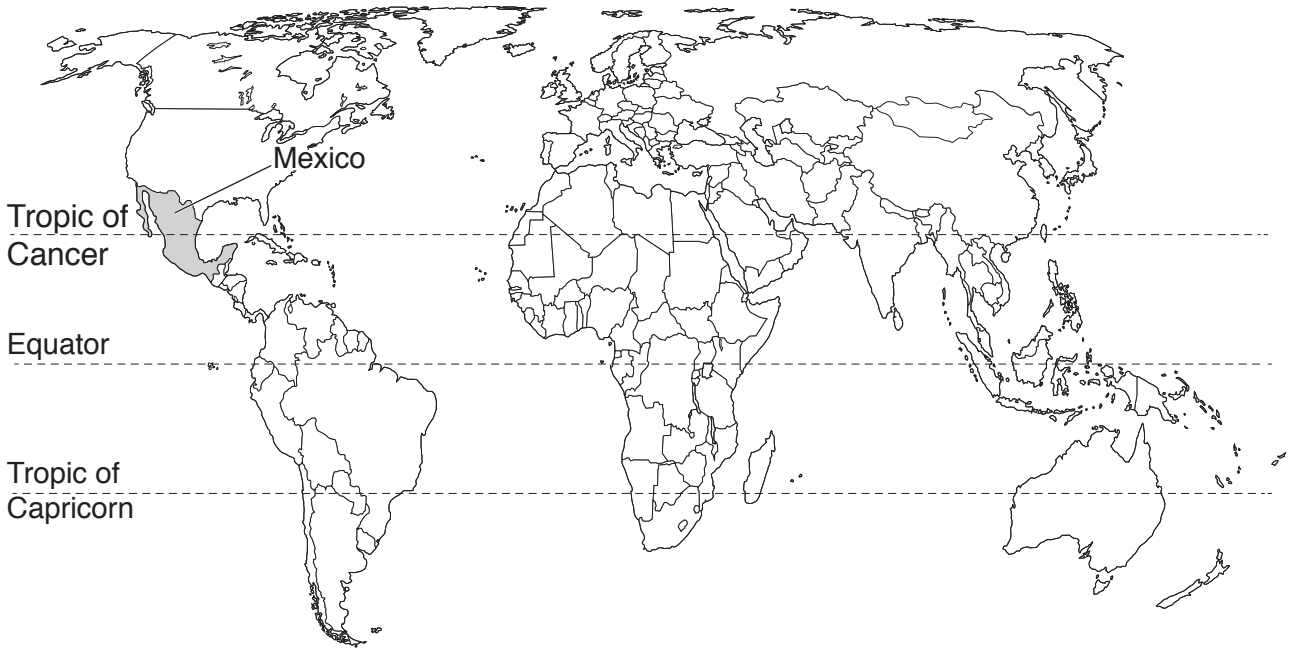 Mexico
Tropic of
Cancer
Equator
Tropic of
Capricorn